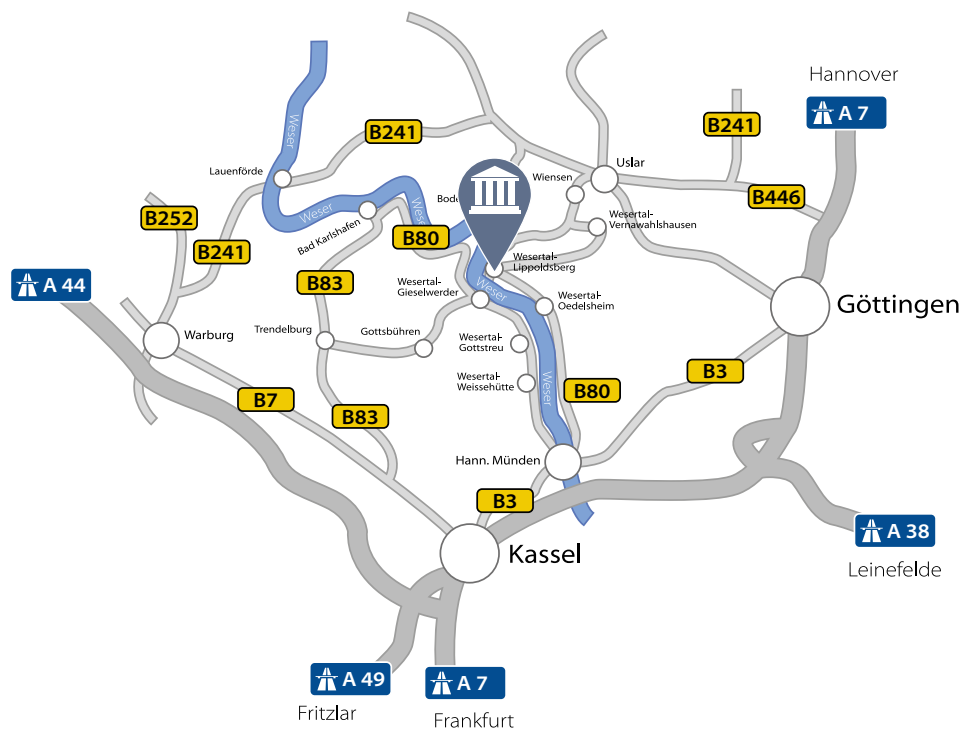 Hannover
A 7
B241
B241
Weser
Uslar
Lauenförde
Wiensen
B446
Weser
B252
Bad Karlshafen
Weser
Wesertal-
Vernawahlshausen
B80
B241
Wesertal-
Lippoldsberg
A 44
B83
Wesertal-
Gieselwerder
Weser
Wesertal-
Oedelsheim
Göttingen
Warburg
Trendelburg
Gottsbühren
Wesertal-
Gottstreu
B3
Wesertal-
Weissehütte
Weser
B80
B7
B83
Hann. Münden
B3
A 38
Kassel
Leinefelde
A 49
A 7
Fritzlar
Frankfurt